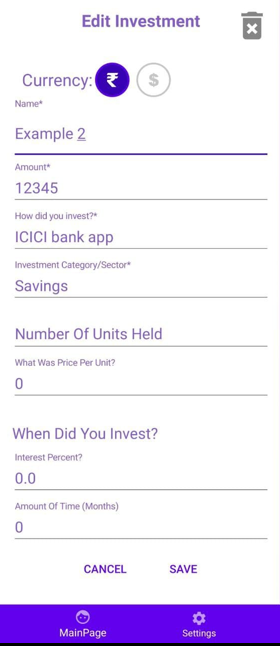 Edit Investment
Currency: ₹ $
Name*
Example 2
Amount*
12345
How did you invest?*
ICICI bank app
Investment Category/Sector*
Savings
Number Of Units Held
What Was Price Per Unit?
0
When Did You Invest?
Interest Percent?
0.0
Amount Of Time (Months)
0
CANCEL SAVE
MainPage Settings